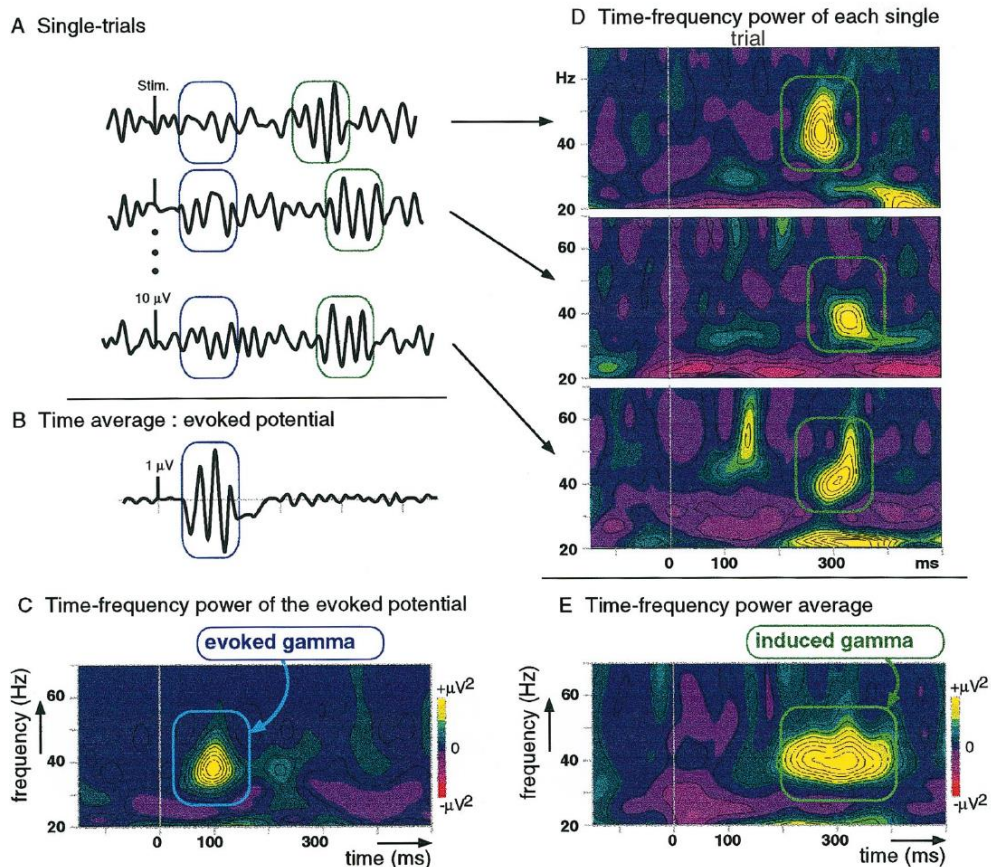 A Single-trials
Stim.
10 µV
B Time average : evoked potential
1 µV
C Time-frequency power of the evoked potential
evoked gamma
frequency (Hz)
60
40
20
0
100
300
time (ms)
+µV2
0
-µV2
D Time-frequency power of each single
trial
Hz
40
20
60
40
20
60
40
20
0
100
300
ms
E Time-frequency power average
induced gamma
frequency (Hz)
60
40
20
0
100
300
time (ms)
+µV2
0
-µV2